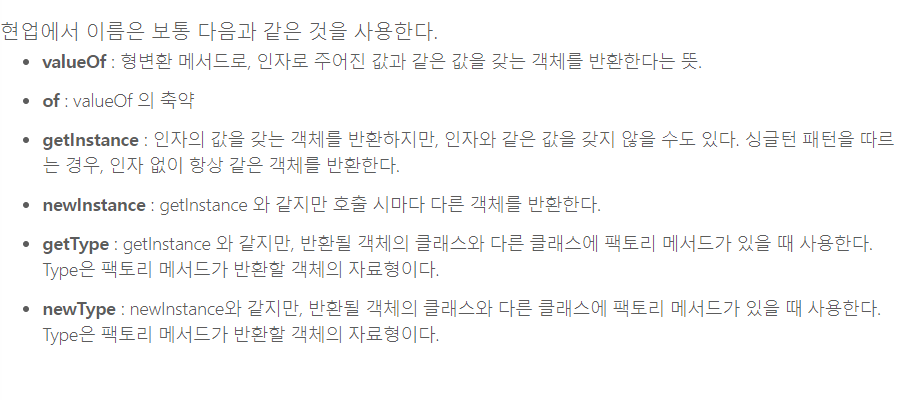 현업에서 이름은 보통 다음과 같은 것을 사용한다.
• valueOf : 형변환 메서드로, 인자로 주어진 값과 같은 값을 갖는 객체를 반환한다는 뜻.
• of : valueOf 의 축약
• getInstance : 인자의 값을 갖는 객체를 반환하지만, 인자와 같은 값을 갖지 않을 수도 있다. 싱글턴 패턴을 따르
는 경우, 인자 없이 항상 같은 객체를 반환한다.
• newInstance : getInstance 와 같지만 호출 시마다 다른 객체를 반환한다.
• getType : getInstance 와 같지만, 반환될 객체의 클래스와 다른 클래스에 팩토리 메서드가 있을 때 사용한다.
Type은 팩토리 메서드가 반환할 객체의 자료형이다.
• newType : newInstance와 같지만, 반환될 객체의 클래스와 다른 클래스에 팩토리 메서드가 있을 때 사용한다.
Type은 팩토리 메서드가 반환할 객체의 자료형이다.